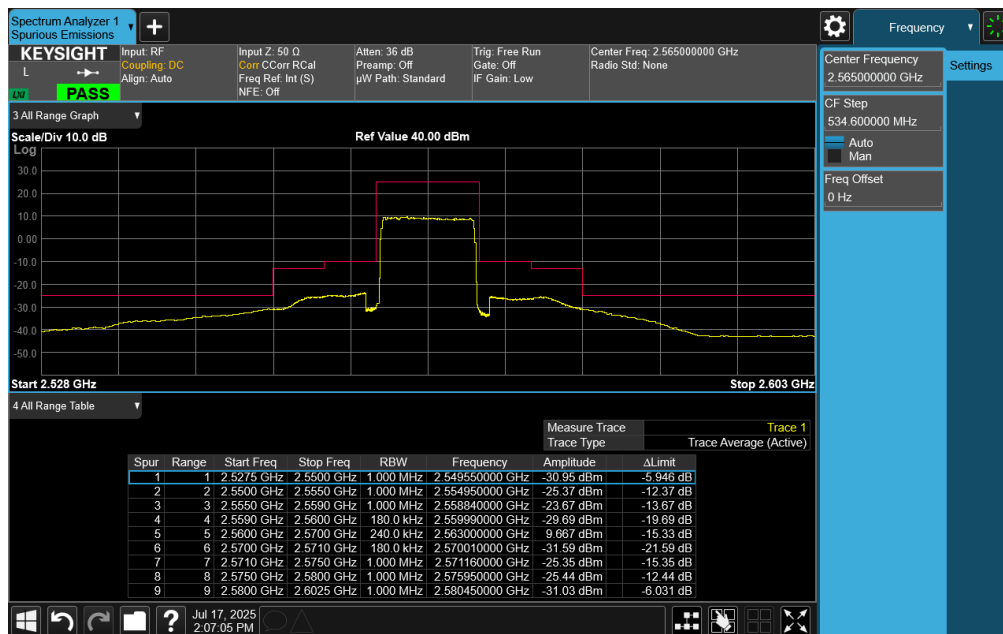 Spectrum Analyzer 1
Spurious Emissions
Frequency
KEYSIGHT
L
LXI
PASS
Input: RF
Coupling: DC
Align: Auto
Input Z: 50 Ω
Corr CCorr RCal
Freq Ref: Int (S)
NFE: Off
Atten: 36 dB
Preamp: Off
µW Path: Standard
Trig: Free Run
Gate: Off
IF Gain: Low
Center Freq: 2.565000000 GHz
Radio Std: None
Center Frequency
2.565000000 GHz
Settings
CF Step
534.600000 MHz
Auto
Man
Freq Offset
0 Hz
3 All Range Graph
Scale/Div 10.0 dB
Ref Value 40.00 dBm
Log
30.0
20.0
10.0
0.00
-10.0
-20.0
-30.0
-40.0
-50.0
Start 2.528 GHz
Stop 2.603 GHz
4 All Range Table
Measure Trace Trace 1
Trace Type Trace Average (Active)
Spur Range Start Freq Stop Freq RBW Frequency Amplitude ΔLimit
1 1 2.5275 GHz 2.5500 GHz 1.000 MHz 2.549550000 GHz -30.95 dBm -5.946 dB
2 2 2.5500 GHz 2.5550 GHz 1.000 MHz 2.554950000 GHz -25.37 dBm -12.37 dB
3 3 2.5550 GHz 2.5590 GHz 1.000 MHz 2.558840000 GHz -23.67 dBm -13.67 dB
4 4 2.5590 GHz 2.5600 GHz 180.0 kHz 2.559990000 GHz -29.69 dBm -19.69 dB
5 5 2.5600 GHz 2.5700 GHz 240.0 kHz 2.563000000 GHz 9.667 dBm -15.33 dB
6 6 2.5700 GHz 2.5710 GHz 180.0 kHz 2.570010000 GHz -31.59 dBm -21.59 dB
7 7 2.5710 GHz 2.5750 GHz 1.000 MHz 2.571160000 GHz -25.35 dBm -15.35 dB
8 8 2.5750 GHz 2.5800 GHz 1.000 MHz 2.575950000 GHz -25.44 dBm -12.44 dB
9 9 2.5800 GHz 2.6025 GHz 1.000 MHz 2.580450000 GHz -31.03 dBm -6.031 dB
?
Jul 17, 2025
2:07:05 PM